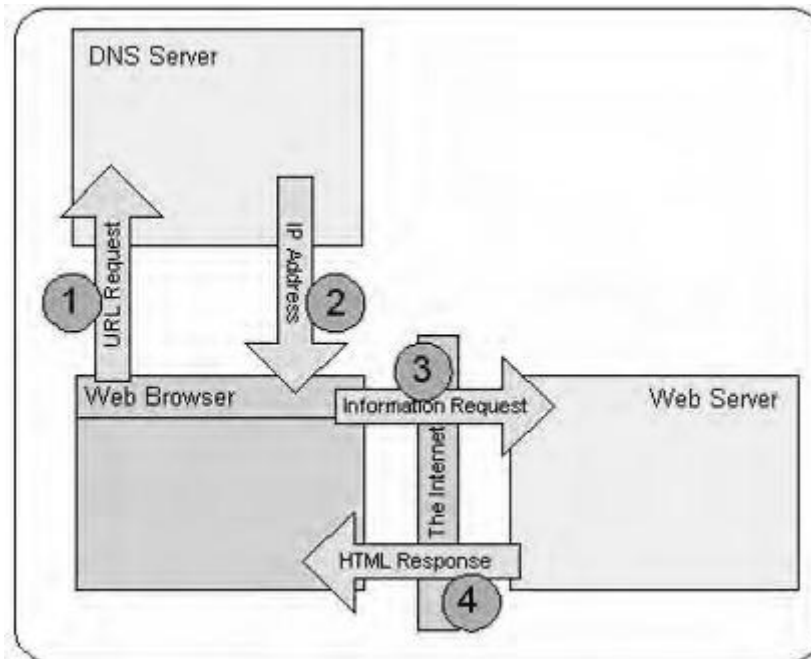 DNS Server
1
URL Request
IP Address
2
Web Browser
3
Information Request
Web Server
The Internet
HTML Response
4